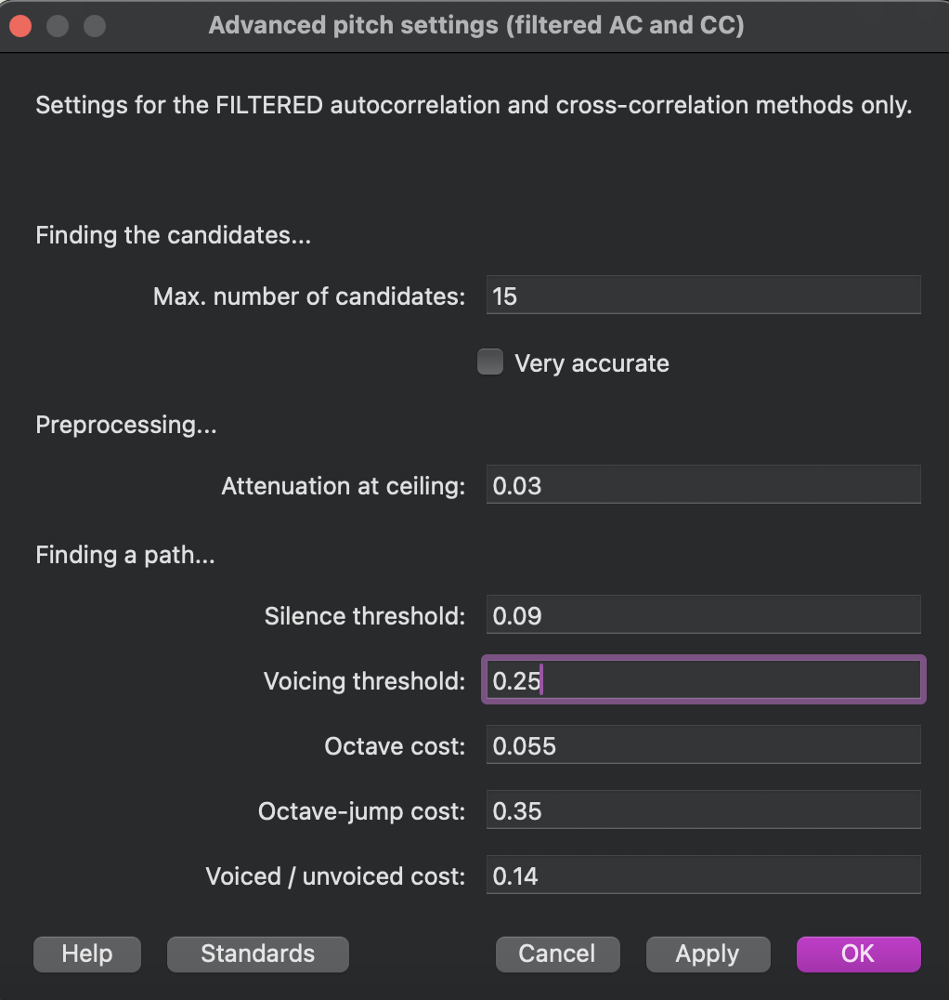 Advanced pitch settings (filtered AC and CC)
Settings for the FILTERED autocorrelation and cross-correlation methods only.
Finding the candidates...
Max. number of candidates: 15
Very accurate
Preprocessing...
Attenuation at ceiling: 0.03
Finding a path...
Silence threshold: 0.09
Voicing threshold: 0.25
Octave cost: 0.055
Octave-jump cost: 0.35
Voiced / unvoiced cost: 0.14
Help Standards Cancel Apply OK